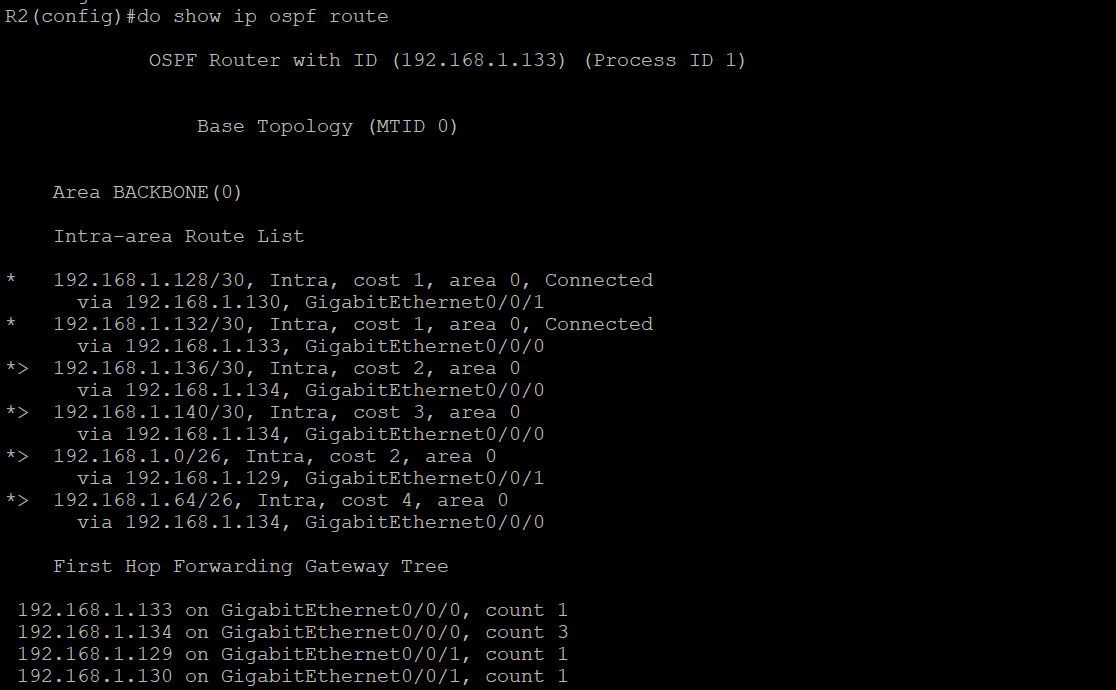 R2(config)#do show ip ospf route
OSPF Router with ID (192.168.1.133) (Process ID 1)
Base Topology (MTID 0)
Area BACKBONE(0)
Intra-area Route List
*   192.168.1.128/30, Intra, cost 1, area 0, Connected
via 192.168.1.130, GigabitEthernet0/0/1
*   192.168.1.132/30, Intra, cost 1, area 0, Connected
via 192.168.1.133, GigabitEthernet0/0/0
*>  192.168.1.136/30, Intra, cost 2, area 0
via 192.168.1.134, GigabitEthernet0/0/0
*>  192.168.1.140/30, Intra, cost 3, area 0
via 192.168.1.134, GigabitEthernet0/0/0
*>  192.168.1.0/26, Intra, cost 2, area 0
via 192.168.1.129, GigabitEthernet0/0/1
*>  192.168.1.64/26, Intra, cost 4, area 0
via 192.168.1.134, GigabitEthernet0/0/0
First Hop Forwarding Gateway Tree
192.168.1.133 on GigabitEthernet0/0/0, count 1
192.168.1.134 on GigabitEthernet0/0/0, count 3
192.168.1.129 on GigabitEthernet0/0/1, count 1
192.168.1.130 on GigabitEthernet0/0/1, count 1